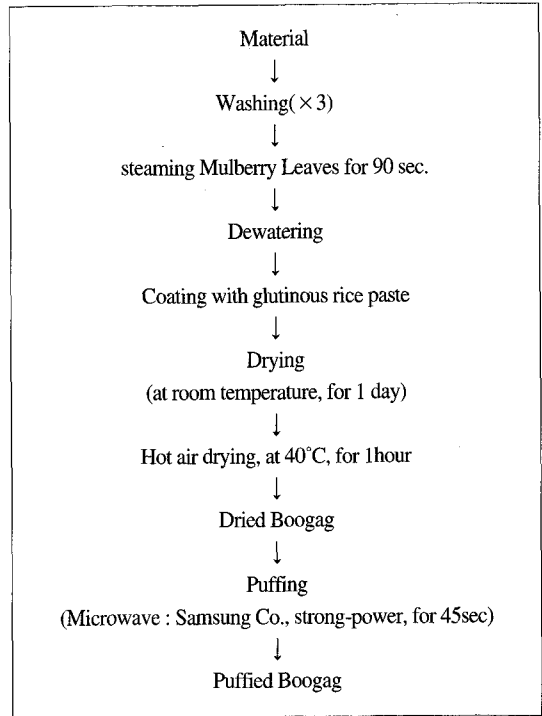 Material
↓
Washing(×3)
↓
steaming Mulberry Leaves for 90 sec.
↓
Dewatering
↓
Coating with glutinous rice paste
↓
Drying
(at room temperature, for 1 day)
↓
Hot air drying, at 40°C, for 1hour
↓
Dried Boogag
↓
Puffing
(Microwave : Samsung Co., strong-power, for 45sec)
↓
Puffied Boogag